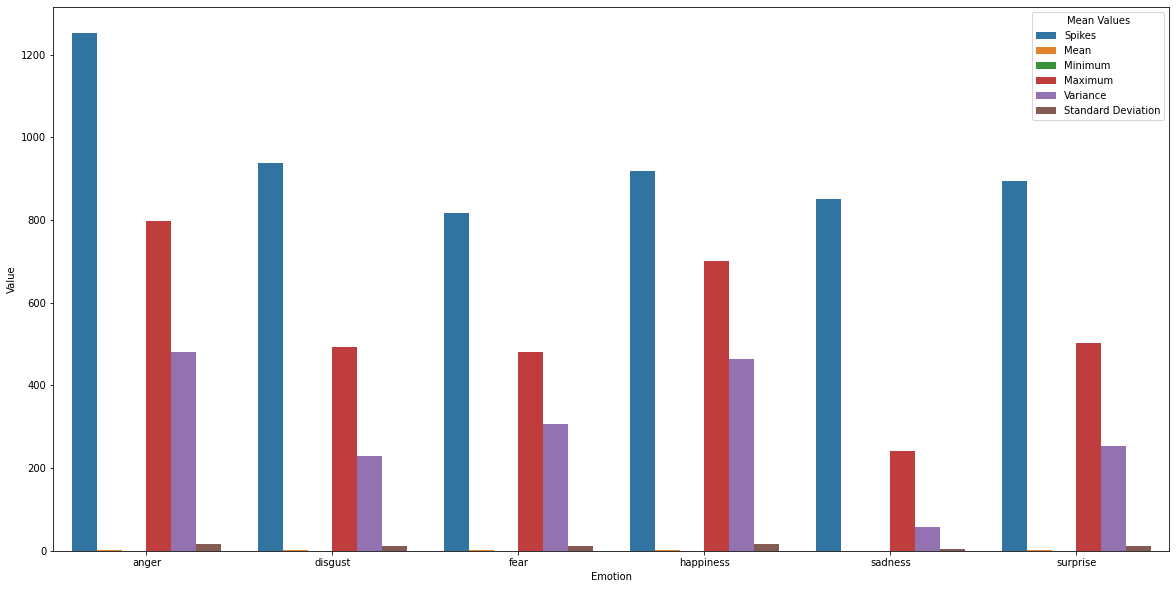 Mean Values
Spikes
Mean
Minimum
Maximum
Variance
Standard Deviation
Value
1200
1000
800
600
400
200
0
anger disgust fear happiness sadness surprise
Emotion